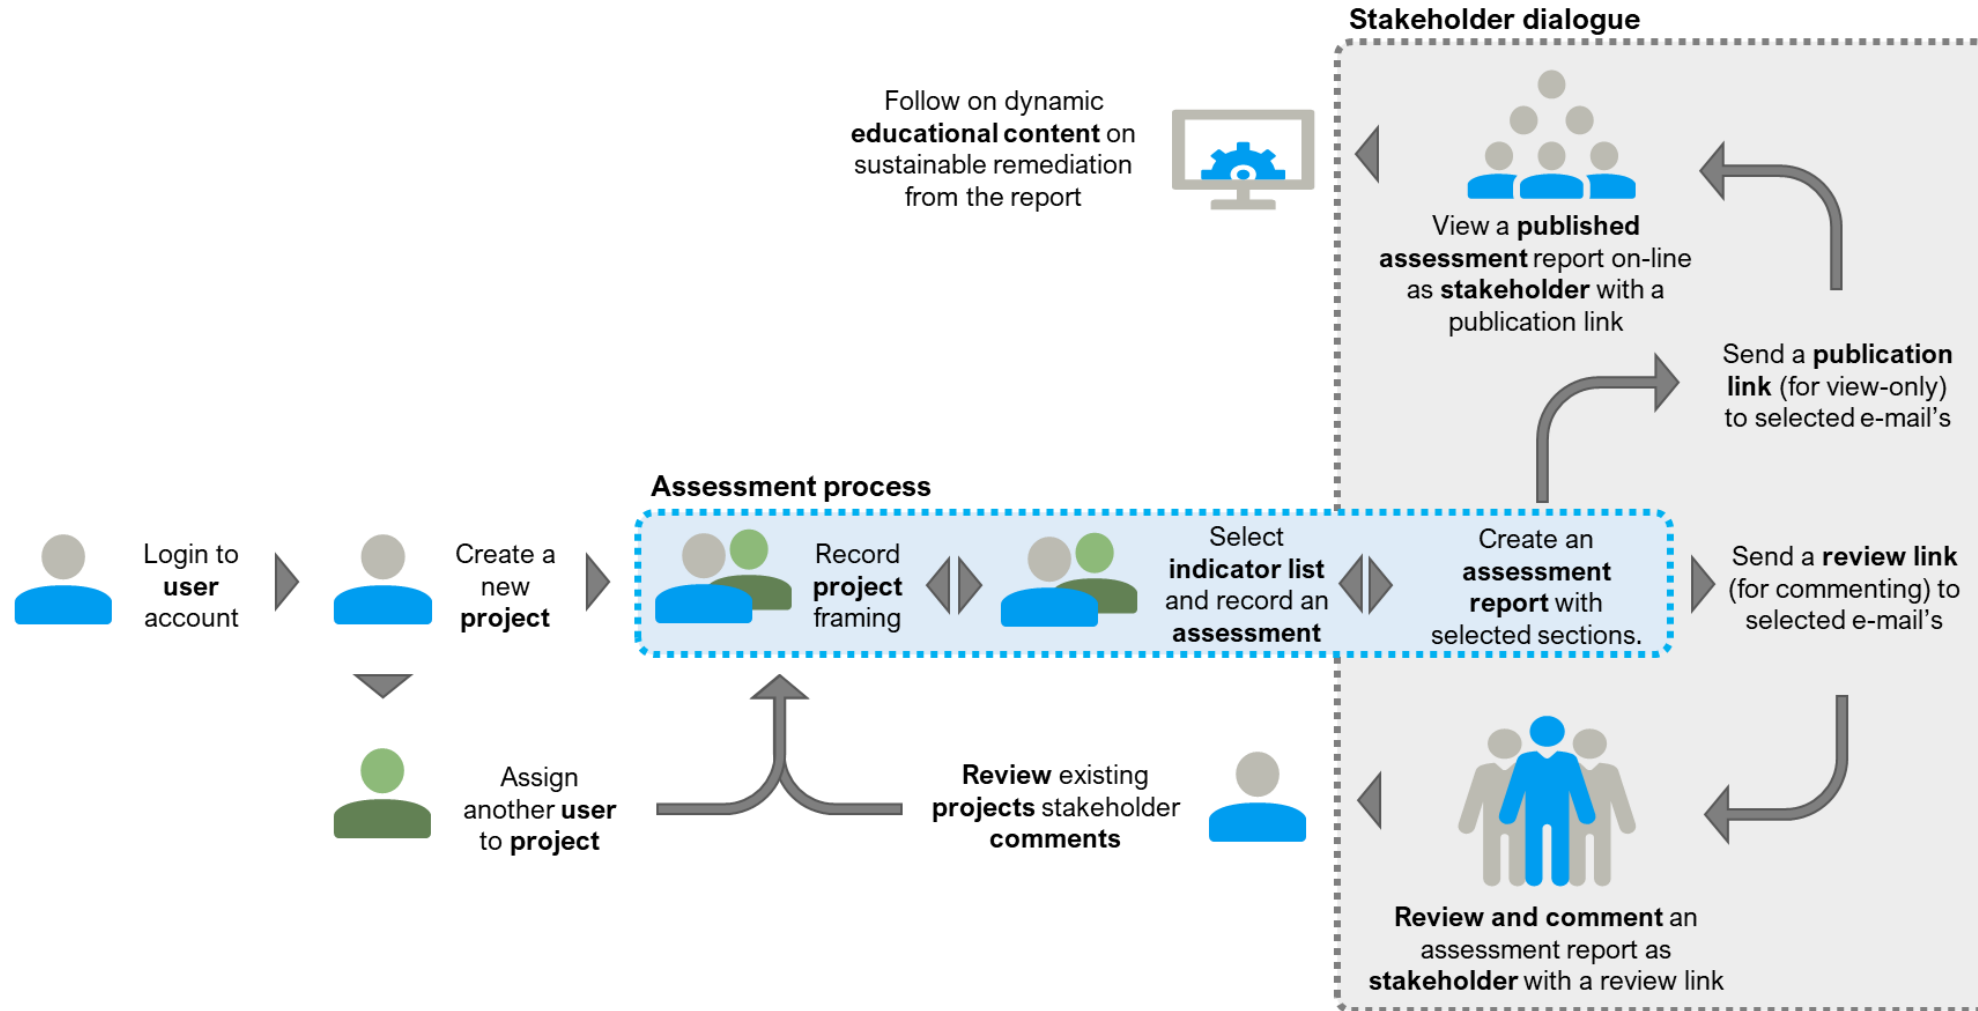 Stakeholder dialogue
Follow on dynamic
educational content on
sustainable remediation
from the report
View a published
assessment report on-line
as stakeholder with a
publication link
Send a publication
link (for view-only)
to selected e-mail's
Assessment process
Login to
user
account
Create a
new
project
Record
project
framing
Select
indicator list
and record an
assessment
Create an
assessment
report with
selected sections.
Send a review link
(for commenting) to
selected e-mail's
Assign
another user
to project
Review existing
projects stakeholder
comments
Review and comment an
assessment report as
stakeholder with a review link